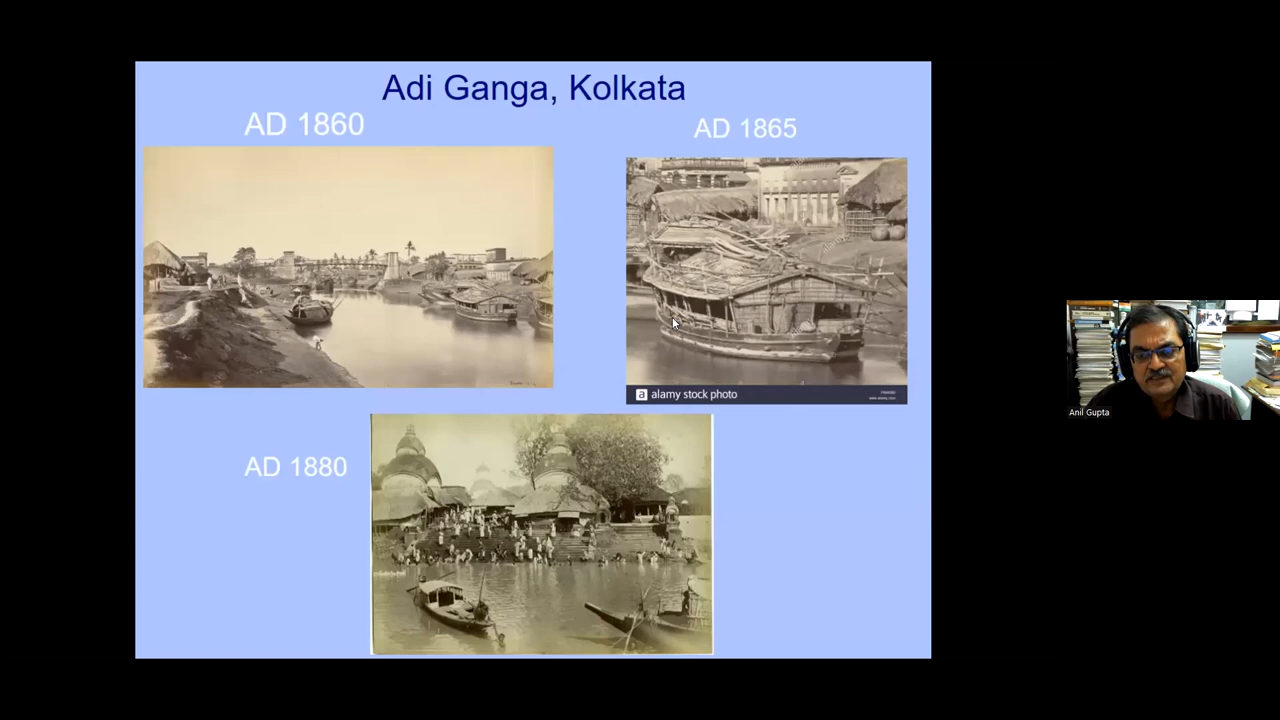 Adi Ganga, Kolkata
AD 1860
AD 1865
a alamy stock photo
AD 1880
Anil Gupta